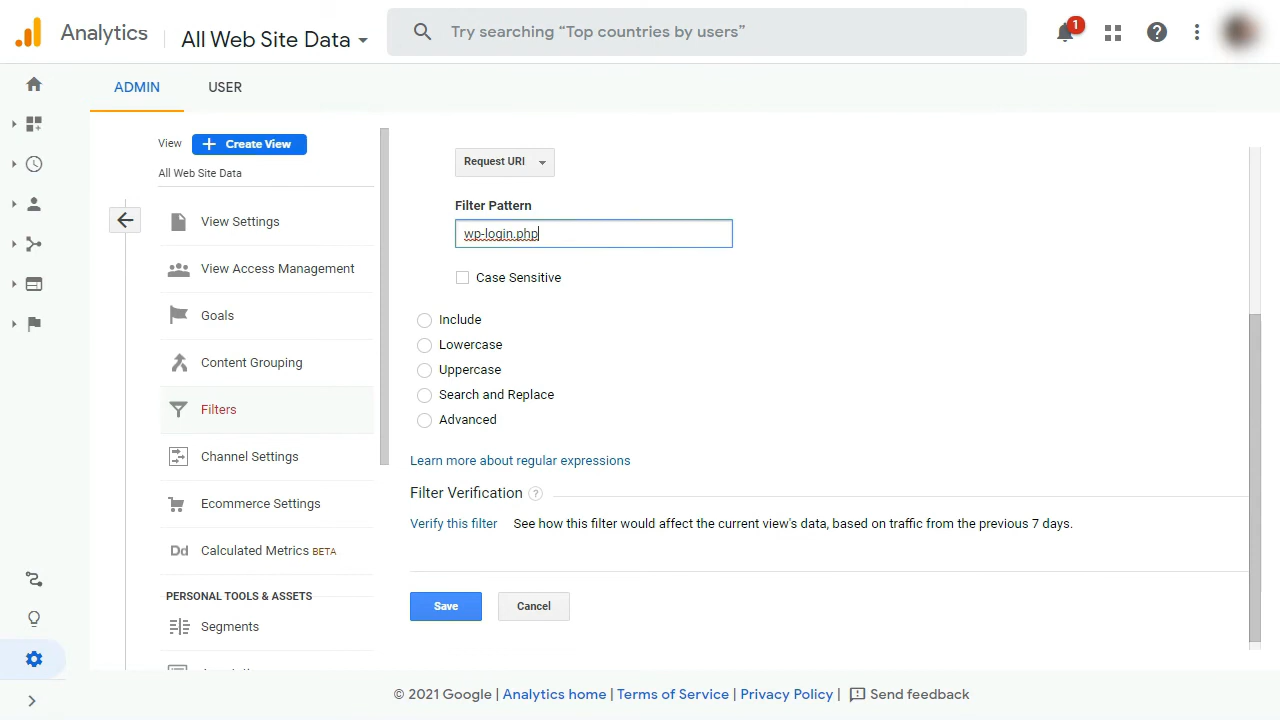 Analytics
All Web Site Data
Try searching “Top countries by users”
1
ADMIN
USER
View
Create View
All Web Site Data
View Settings
View Access Management
Goals
Content Grouping
Filters
Channel Settings
Ecommerce Settings
Dd Calculated Metrics BETA
PERSONAL TOOLS & ASSETS
Segments
Request URI
Filter Pattern
wp-login.php
Case Sensitive
Include
Lowercase
Uppercase
Search and Replace
Advanced
Learn more about regular expressions
Filter Verification ?
Verify this filter See how this filter would affect the current view's data, based on traffic from the previous 7 days.
Save
Cancel
© 2021 Google | Analytics home | Terms of Service | Privacy Policy | Send feedback